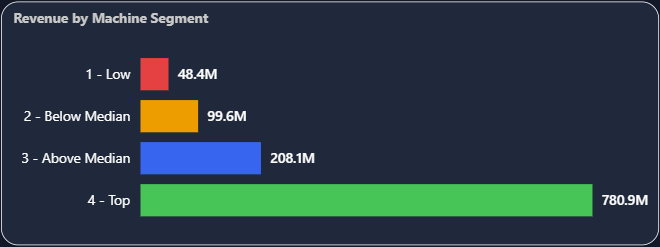 Revenue by Machine Segment
1 - Low 48.4M
2 - Below Median 99.6M
3 - Above Median 208.1M
4 - Top 780.9M